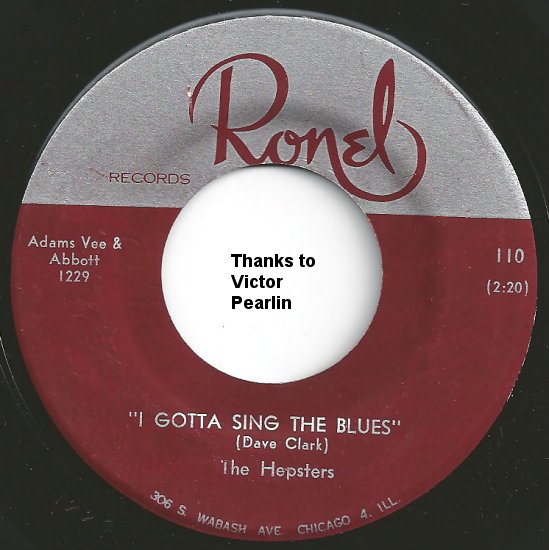 Ronel
RECORDS
Adams Vee &
Abbott
1229
110
(2:20)
Thanks to
Victor
Pearlin
"I GOTTA SING THE BLUES"
(Dave Clark)
The Hepsters
306 S. WABASH AVE. CHICAGO 4, ILL.